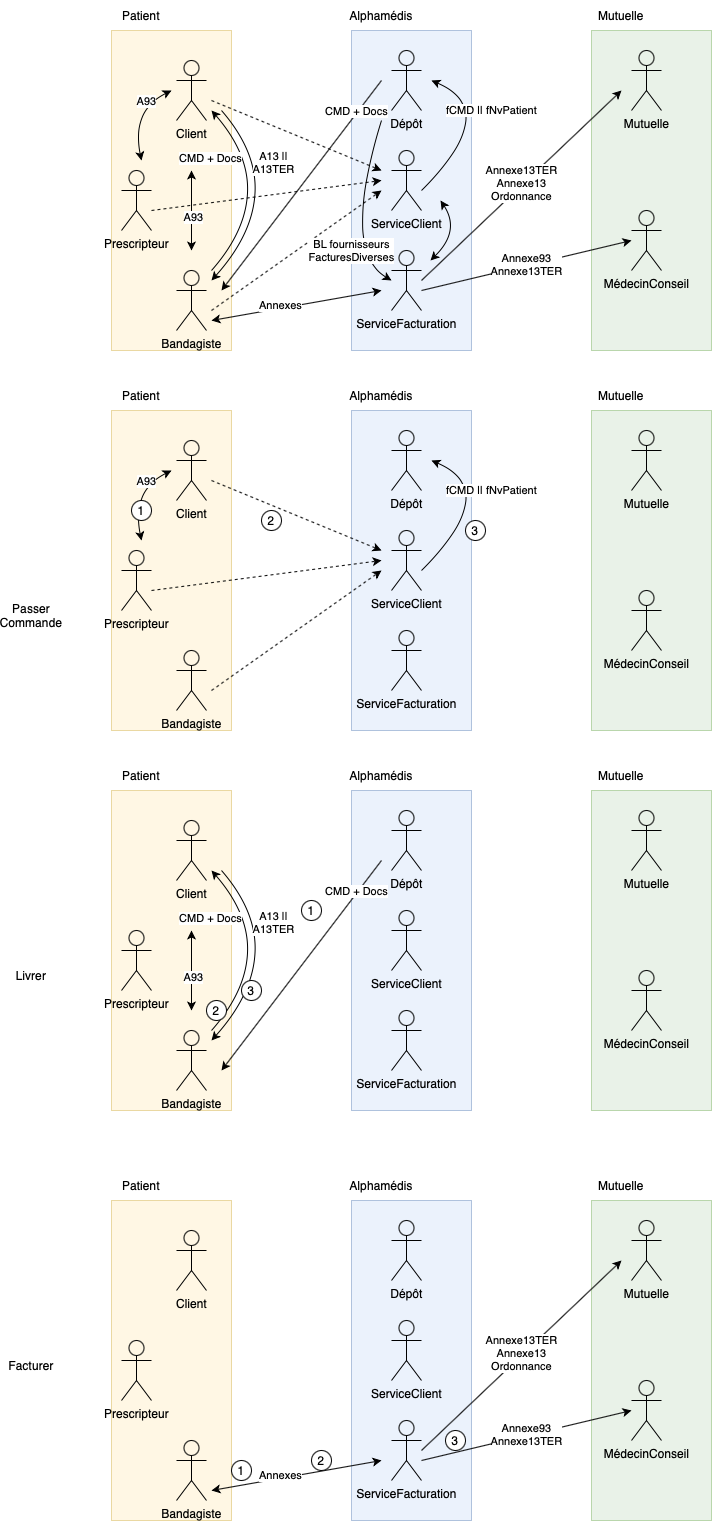 Patient
Alphamédis
Mutuelle
A93
Client
CMD + Docs
A13 ||
A13TER
A93
Prescripteur
Bandagiste
CMD + Docs
Dépôt
fCMD || fNvPatient
ServiceClient
BL fournisseurs
FacturesDiverses
ServiceFacturation
Annexes
Mutuelle
Annexe13TER
Annexe13
Ordonnance
Annexe93
Annexe13TER
MédecinConseil
Patient
Alphamédis
Mutuelle
Passer
Commande
A93
1
Client
2
Prescripteur
Bandagiste
Dépôt
fCMD || fNvPatient
3
ServiceClient
ServiceFacturation
Mutuelle
MédecinConseil
Patient
Alphamédis
Mutuelle
Livrer
Client
CMD + Docs
A13 ||
A13TER
A93
Prescripteur
2
3
Bandagiste
1
CMD + Docs
Dépôt
ServiceClient
ServiceFacturation
Mutuelle
MédecinConseil
Patient
Alphamédis
Mutuelle
Facturer
Client
Prescripteur
Bandagiste
1
Annexes
2
Dépôt
ServiceClient
ServiceFacturation
3
Annexe13TER
Annexe13
Ordonnance
Annexe93
Annexe13TER
Mutuelle
MédecinConseil